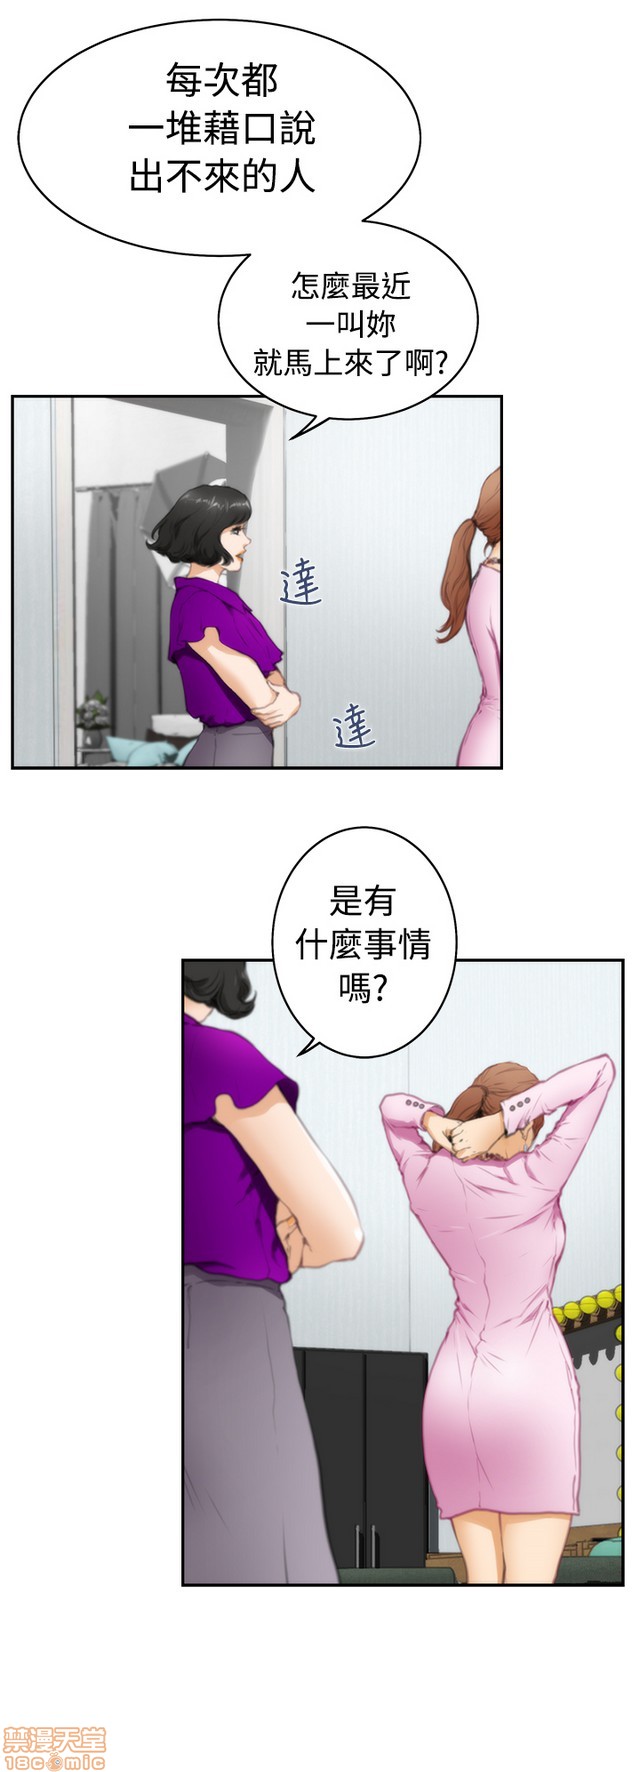 每次都
一堆藉口說
出不來的人
怎麼最近
一叫妳
就馬上來了啊?
達
達
是有
什麼事情
嗎?
禁漫天堂
18comic